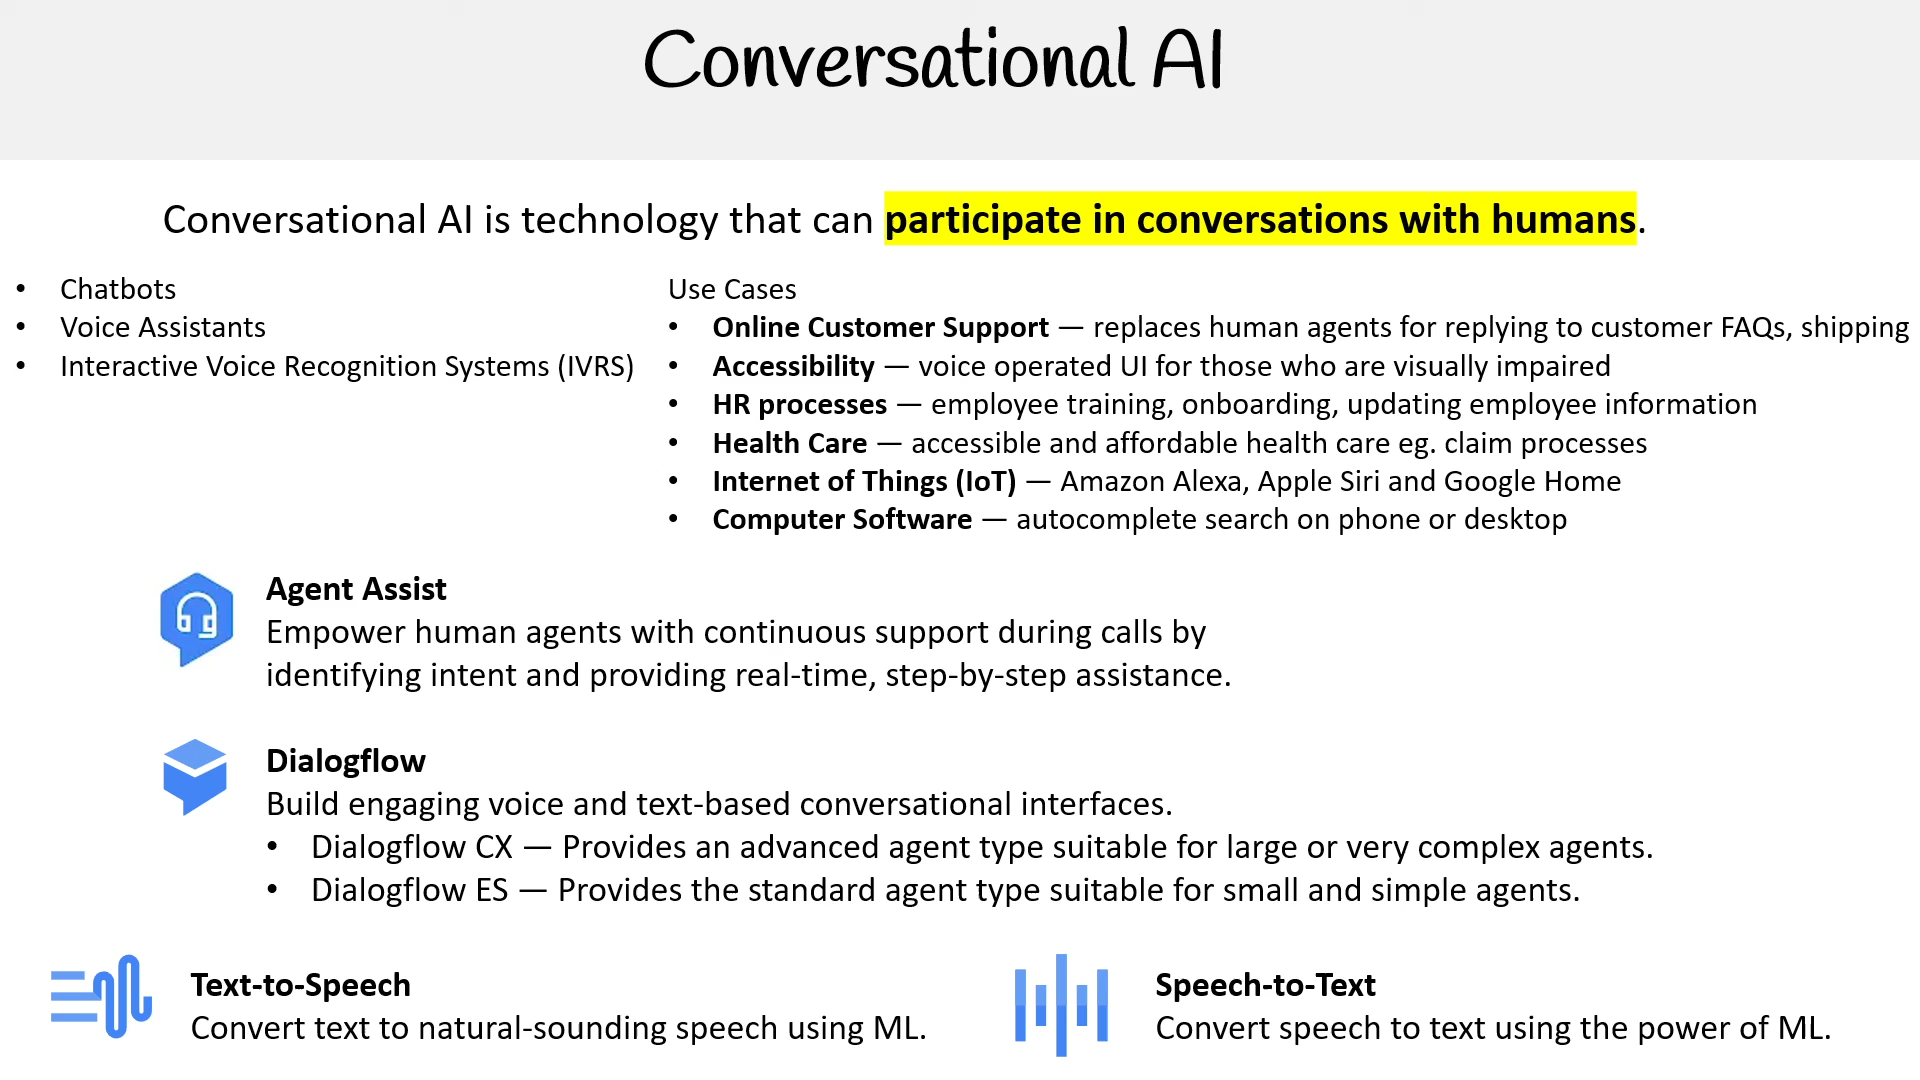 Conversational AI
Conversational AI is technology that can participate in conversations with humans.
• Chatbots
• Voice Assistants
• Interactive Voice Recognition Systems (IVRS)
Use Cases
• Online Customer Support — replaces human agents for replying to customer FAQs, shipping
• Accessibility — voice operated UI for those who are visually impaired
• HR processes — employee training, onboarding, updating employee information
• Health Care — accessible and affordable health care eg. claim processes
• Internet of Things (IoT) — Amazon Alexa, Apple Siri and Google Home
• Computer Software — autocomplete search on phone or desktop
Agent Assist
Empower human agents with continuous support during calls by
identifying intent and providing real-time, step-by-step assistance.
Dialogflow
Build engaging voice and text-based conversational interfaces.
• Dialogflow CX — Provides an advanced agent type suitable for large or very complex agents.
• Dialogflow ES — Provides the standard agent type suitable for small and simple agents.
Text-to-Speech
Convert text to natural-sounding speech using ML.
Speech-to-Text
Convert speech to text using the power of ML.